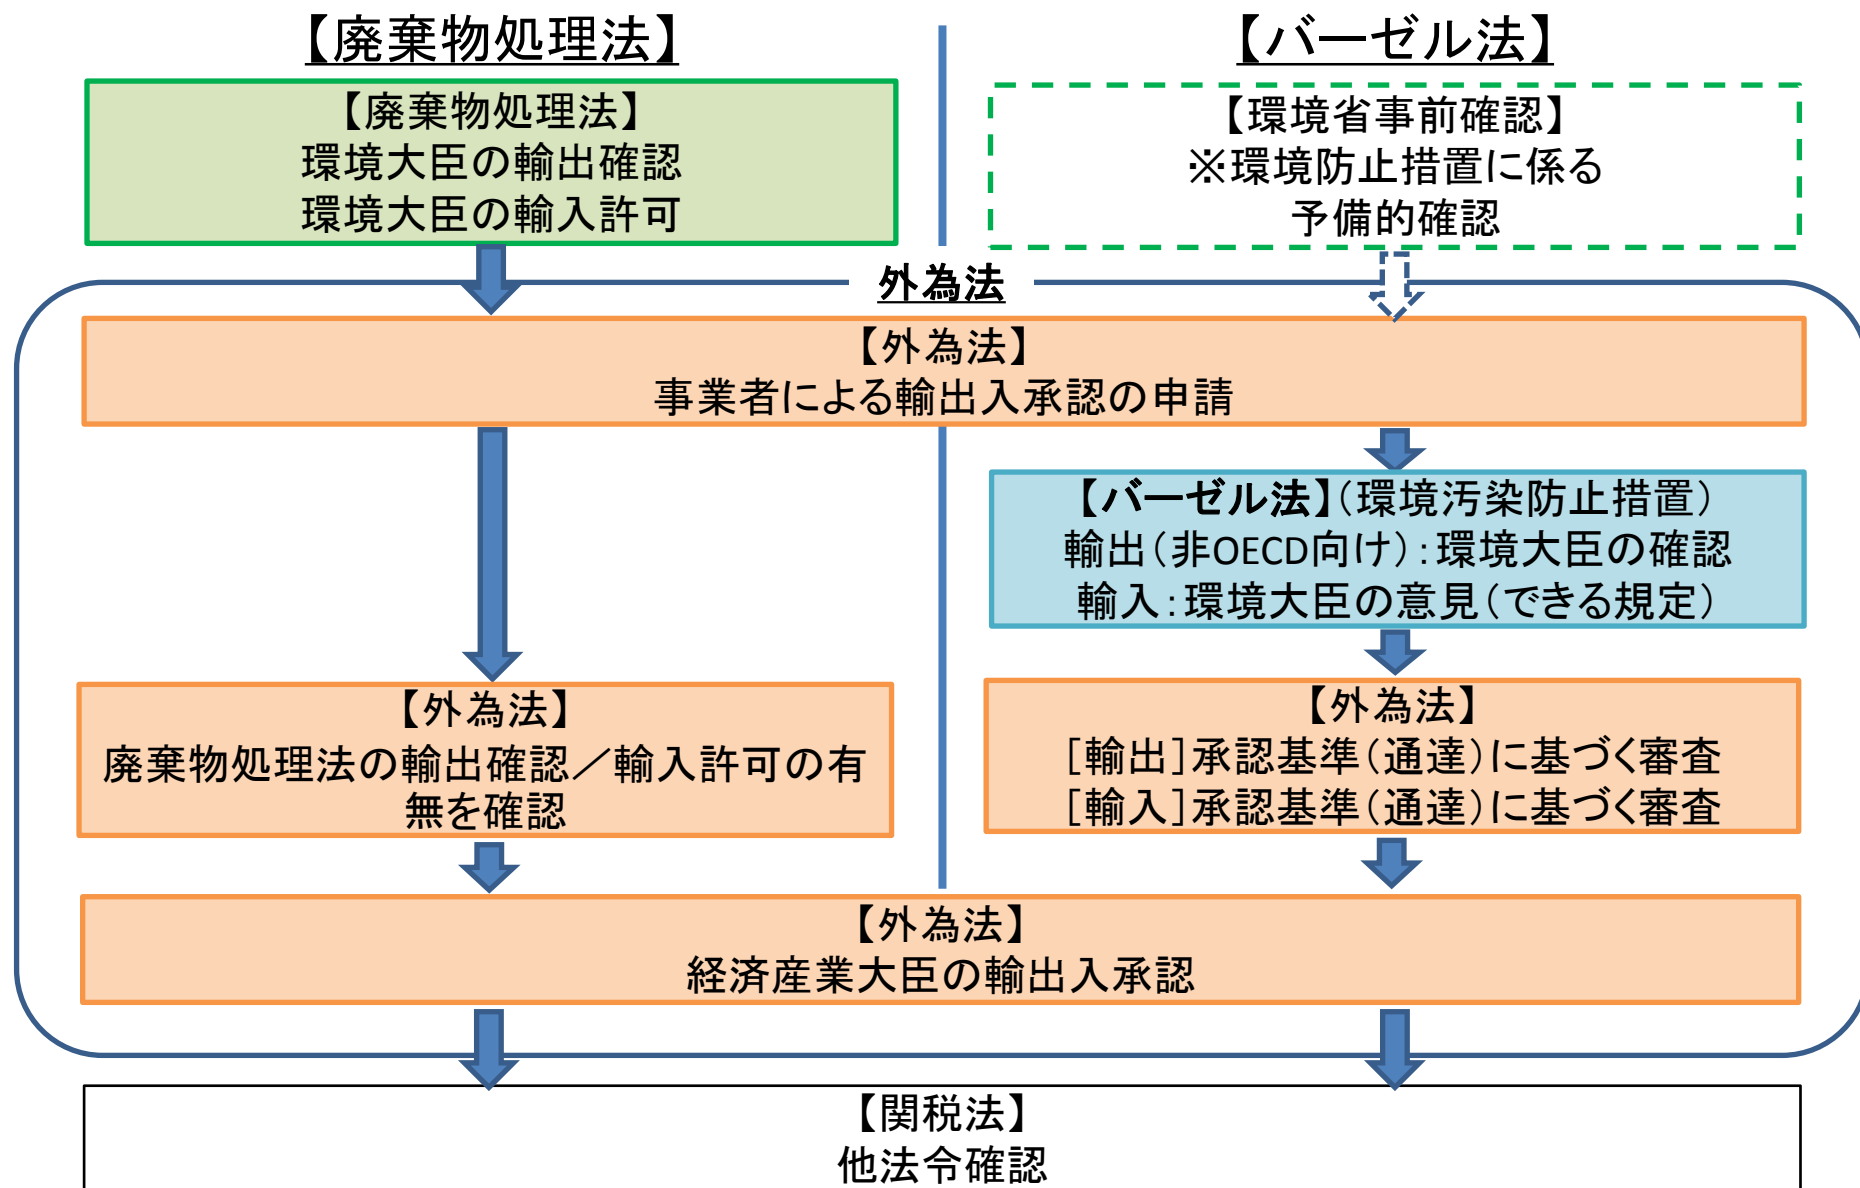 【廃棄物処理法】
【バーゼル法】
【廃棄物処理法】
環境大臣の輸出確認
環境大臣の輸入許可
【環境省事前確認】
※環境防止措置に係る
予備的確認
外為法
【外為法】
事業者による輸出入承認の申請
【バーゼル法】（環境汚染防止措置）
輸出（非OECD向け）：環境大臣の確認
輸入：環境大臣の意見（できる規定）
【外為法】
廃棄物処理法の輸出確認／輸入許可の有
無を確認
【外為法】
［輸出］承認基準（通達）に基づく審査
［輸入］承認基準（通達）に基づく審査
【外為法】
経済産業大臣の輸出入承認
【関税法】
他法令確認